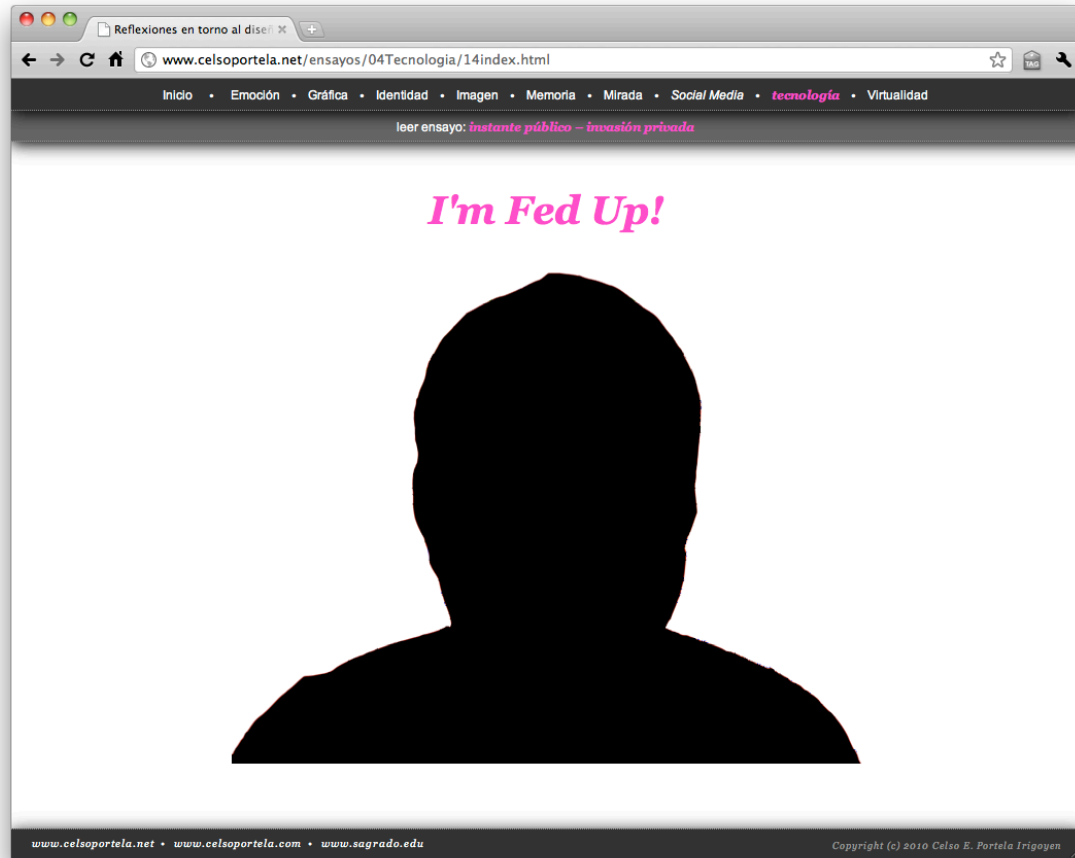 Reflexiones en torno al diseñ
www.celsoportela.net/ensayos/04Tecnologia/14index.html
TAG
Inicio • Emoción • Gráfica • Identidad • Imagen • Memoria • Mirada • Social Media • tecnología • Virtualidad
leer ensayo: instante público – invasión privada
I'm Fed Up!
www.celsoportela.net • www.celsoportela.com • www.sagrado.edu
Copyright (c) 2010 Celso E. Portela Irigoyen